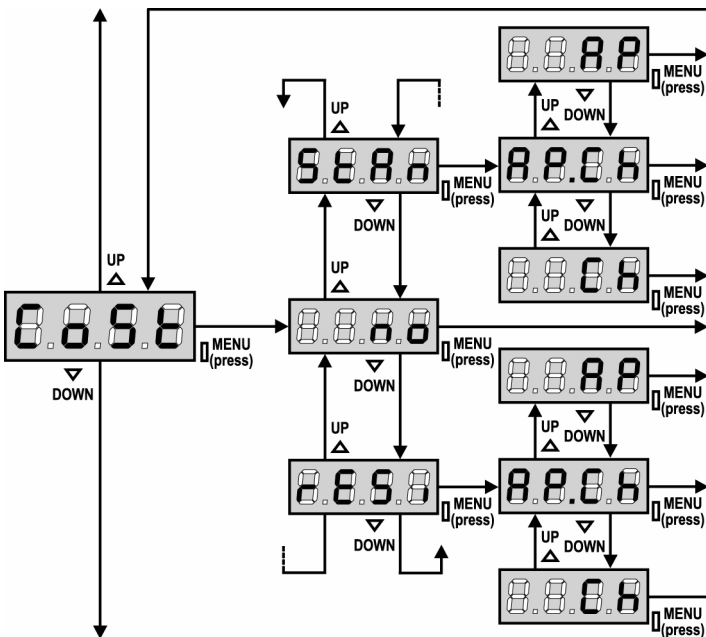 AP
MENU
(press)
UP
DOWN
UP
StAn
MENU
(press)
DOWN
AP.Ch
MENU
(press)
UP
DOWN
Ch
MENU
(press)
UP
CoSt
MENU
(press)
DOWN
UP
no
MENU
(press)
DOWN
AP
MENU
(press)
UP
DOWN
UP
rESi
MENU
(press)
DOWN
AP.Ch
MENU
(press)
UP
DOWN
Ch
MENU
(press)